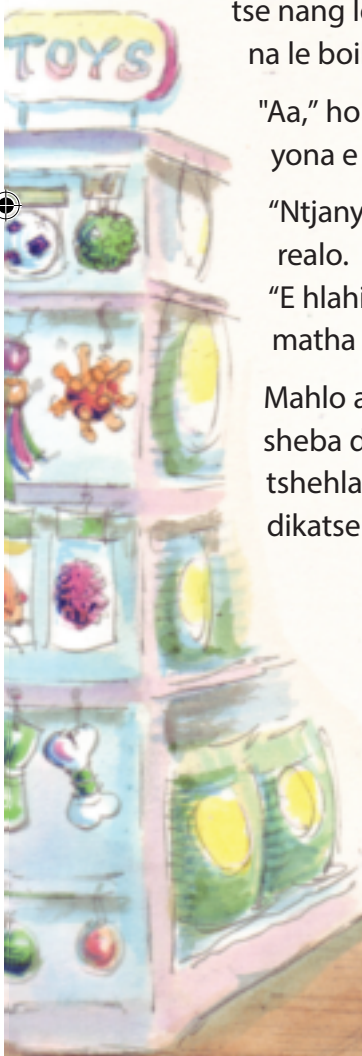 tse nang le
na le boi
TOYS
"Aa,” ho
yona e
“Ntjany
realo.
“E hlahi
matha
Mahlo a
sheba d
tshehla
dikatse